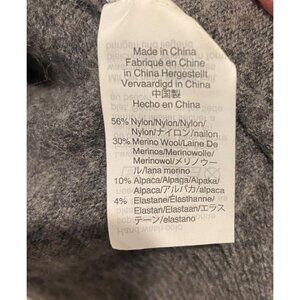 Made in China
Fabriqué en Chine
in China Hergestellt
Vervaardigd in China
中国製
Hecho en China
56% Nylon/Nylon/Nylon/
Nylon/ナイロン/nailon
30% Merino Wool/Laine De
Merinos/Merinowolle/
Merinowol/メリノウー
ル/lana merino
10% Alpaca/Alpaga/Alpaka/
Alpaca/アルパカ/alpaca
4% Elastane/Élasthanne/
Elastan/Elastaan/エラス
テーン/elastano